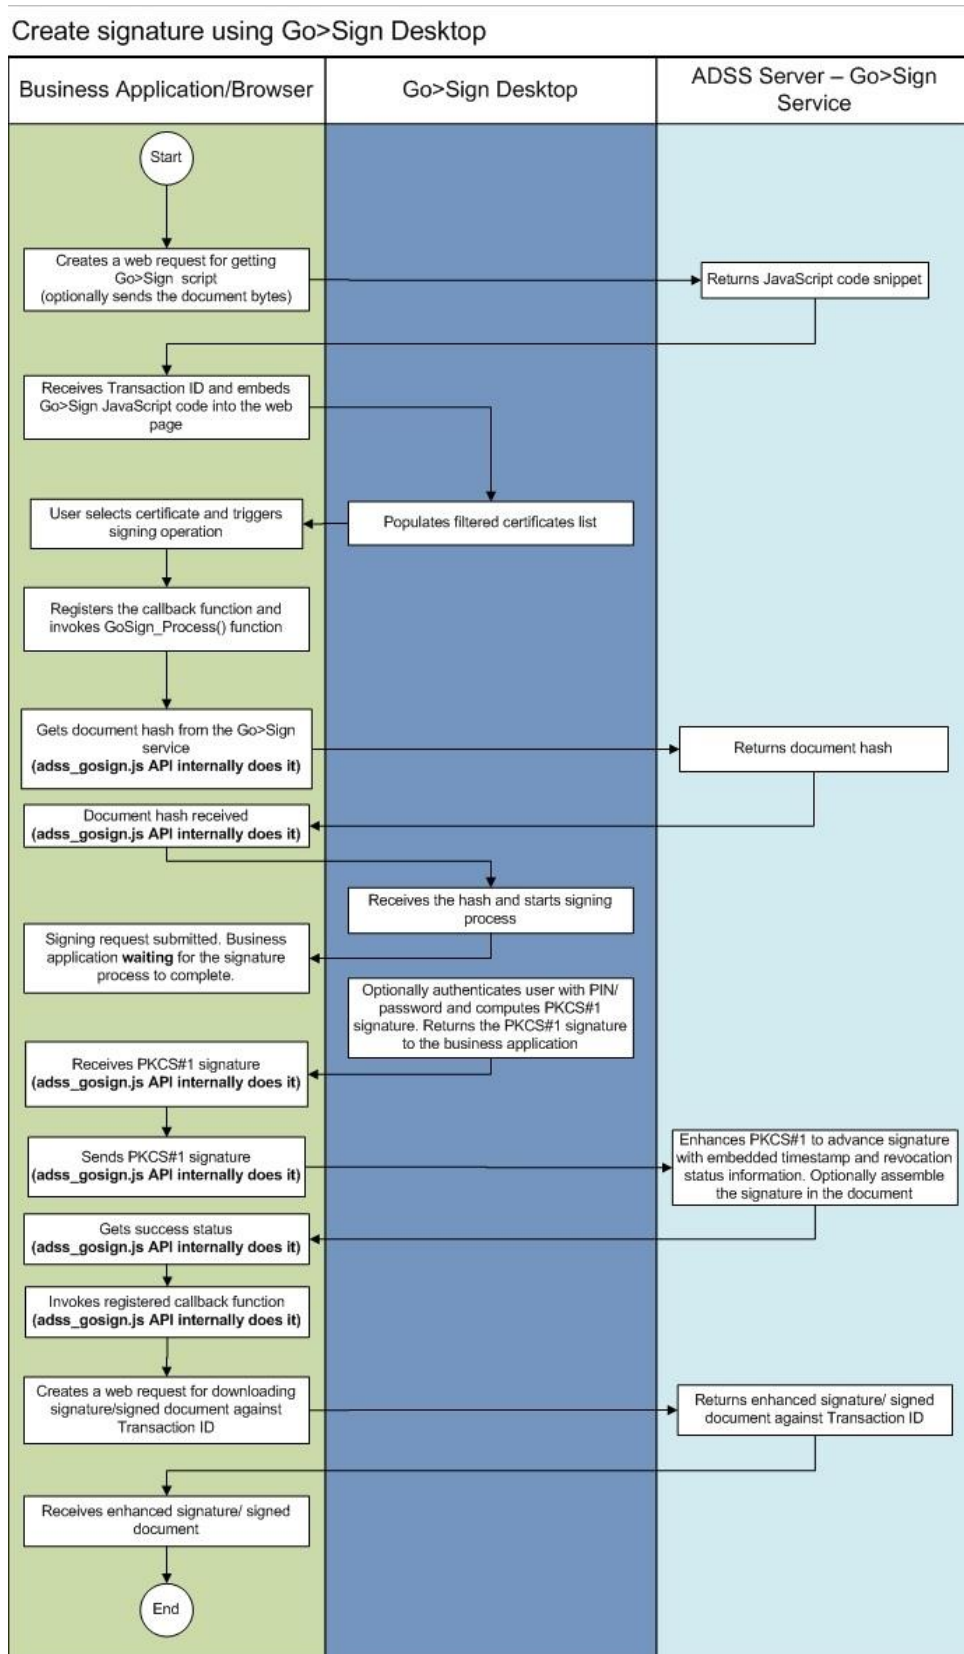 Create signature using Go>Sign Desktop
Business Application/Browser
Go>Sign Desktop
ADSS Server – Go>Sign
Service
Start
Creates a web request for getting
Go>Sign script
(optionally sends the document bytes)
Returns JavaScript code snippet
Receives Transaction ID and embeds
Go>Sign JavaScript code into the web
page
User selects certificate and triggers
signing operation
Populates filtered certificates list
Registers the callback function and
invokes GoSign_Process() function
Gets document hash from the Go>Sign
service
(adss_gosign.js API internally does it)
Returns document hash
Document hash received
(adss_gosign.js API internally does it)
Receives the hash and starts signing
process
Signing request submitted. Business
application waiting for the signature
process to complete.
Optionally authenticates user with PIN/
password and computes PKCS#1
signature. Returns the PKCS#1 signature
to the business application
Receives PKCS#1 signature
(adss_gosign.js API internally does it)
Sends PKCS#1 signature
(adss_gosign.js API internally does it)
Enhances PKCS#1 to advance signature
with embedded timestamp and revocation
status information. Optionally assemble
the signature in the document
Gets success status
(adss_gosign.js API internally does it)
Invokes registered callback function
(adss_gosign.js API internally does it)
Creates a web request for downloading
signature/signed document against
Transaction ID
Returns enhanced signature/ signed
document against Transaction ID
Receives enhanced signature/ signed
document
End